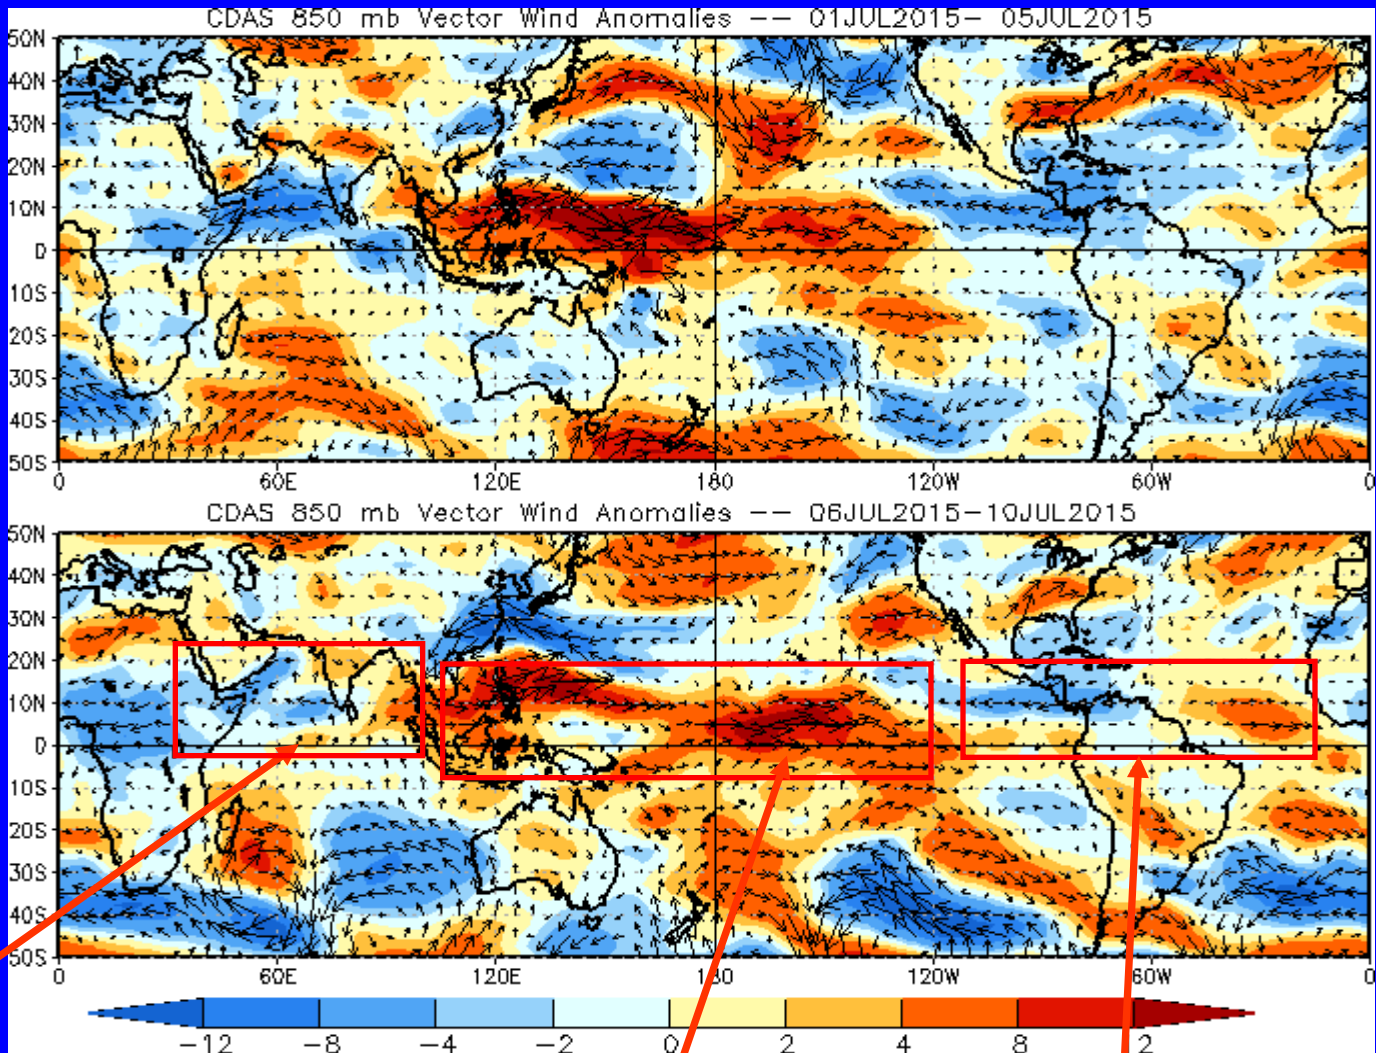 CDAS 850 mb Vector Wind Anomalies -- 01JUL2015- 05JUL2015
50N
40N
30N
20N
10N
0
10S
20S
30S
40S
50S
0 60E 120E 180 120W 60W 0
CDAS 850 mb Vector Wind Anomalies -- 06JUL2015-10JUL2015
50N
40N
30N
20N
10N
0
10S
20S
30S
40S
50S
0 60E 120E 180 120W 60W 0
-12 -8 -4 -2 0 2 4 8 12